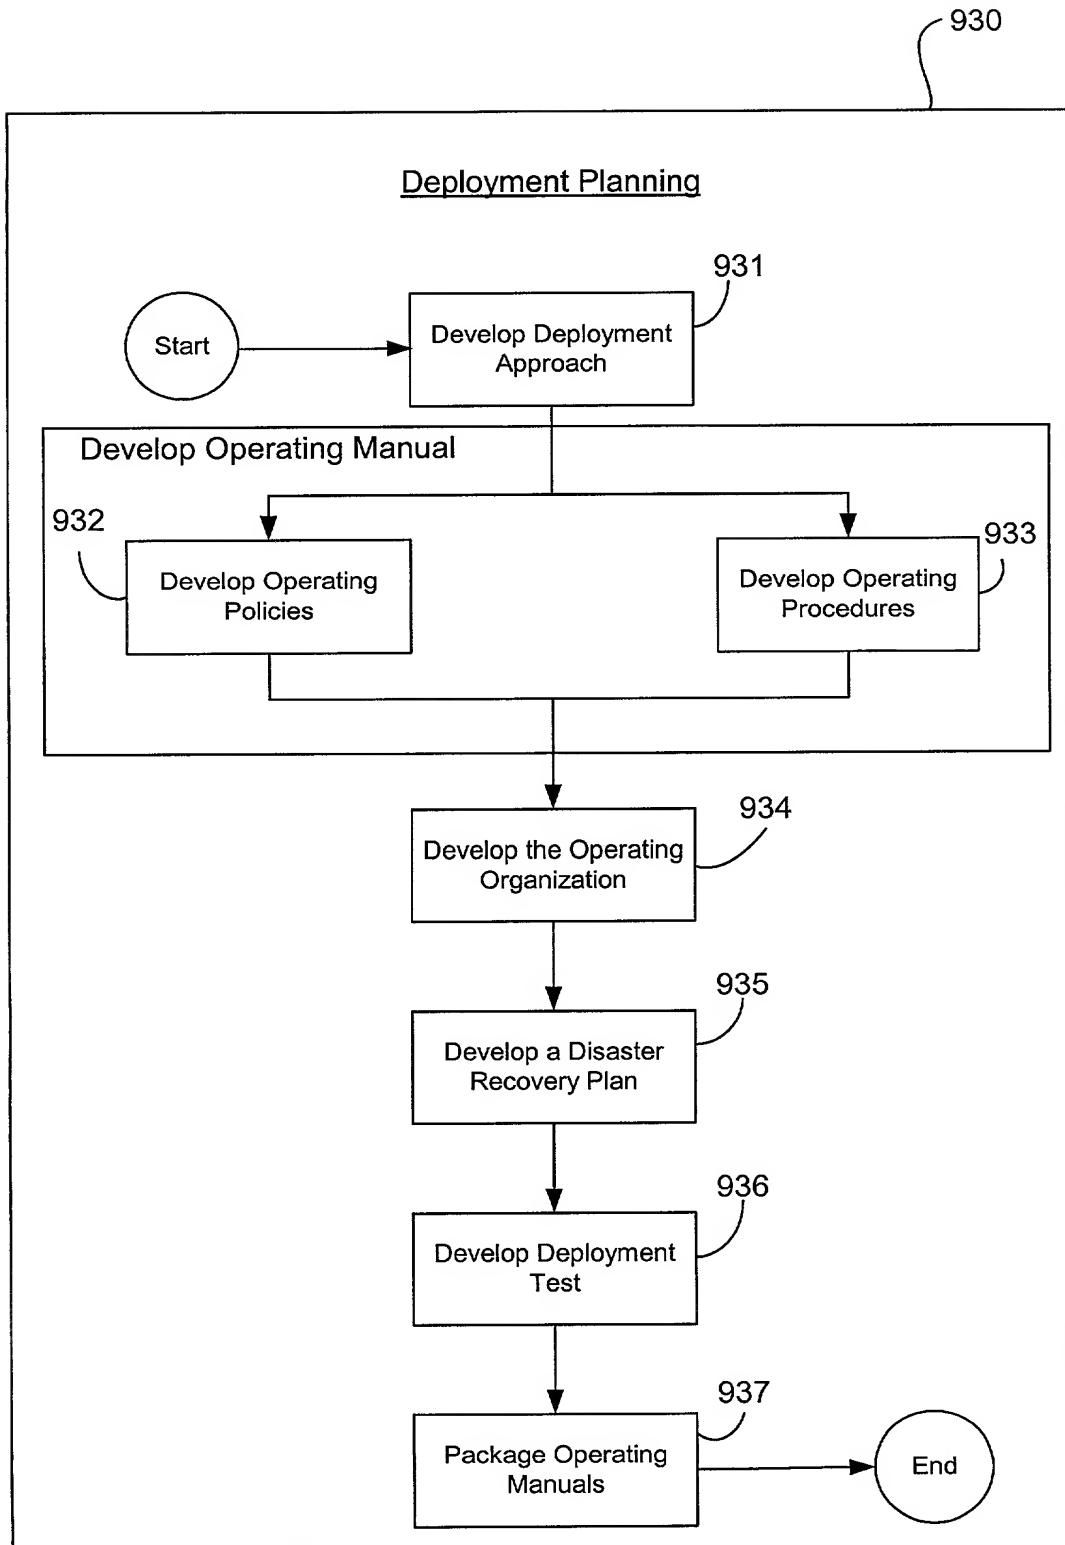 930
Deployment Planning
931
Start
Develop Deployment
Approach
Develop Operating Manual
932
933
Develop Operating
Policies
Develop Operating
Procedures
934
Develop the Operating
Organization
935
Develop a Disaster
Recovery Plan
936
Develop Deployment
Test
937
Package Operating
Manuals
End